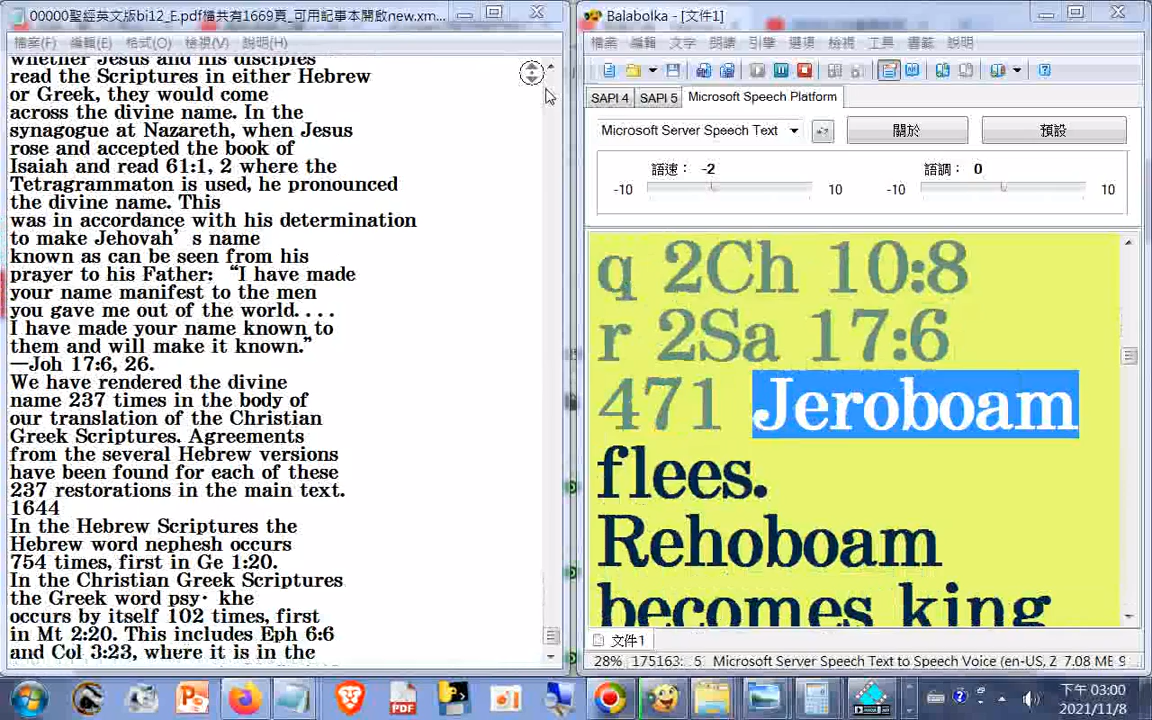 00000聖經英文版bi12_E.pdf檔共有1669頁_可用記事本開啟new.xm...
檔案(F) 編輯(E) 格式(O) 檢視(V) 說明(H)
whether Jesus and his disciples
read the Scriptures in either Hebrew
or Greek, they would come
across the divine name. In the
synagogue at Nazareth, when Jesus
rose and accepted the book of
Isaiah and read 61:1, 2 where the
Tetragrammaton is used, he pronounced
the divine name. This
was in accordance with his determination
to make Jehovah’s name
known as can be seen from his
prayer to his Father: “I have made
your name manifest to the men
you gave me out of the world. . . .
I have made your name known to
them and will make it known.”
—Joh 17:6, 26.
We have rendered the divine
name 237 times in the body of
our translation of the Christian
Greek Scriptures. Agreements
from the several Hebrew versions
have been found for each of these
237 restorations in the main text.
1644
In the Hebrew Scriptures the
Hebrew word nephesh occurs
754 times, first in Ge 1:20.
In the Christian Greek Scriptures
the Greek word psy·khe
occurs by itself 102 times, first
in Mt 2:20. This includes Eph 6:6
and Col 3:23, where it is in the
Balabolka - [文件1]
檔案 編輯 文字 朗讀 引擎 選項 檢視 工具 書籤 說明
SAPI 4 SAPI 5 Microsoft Speech Platform
Microsoft Server Speech Text 關於 預設
語速： -2 語調： 0
-10 10 -10 10
q 2Ch 10:8
r 2Sa 17:6
471 Jeroboam
flees.
Rehoboam
becomes king
文件1
28% 175163: 5 Microsoft Server Speech Text to Speech Voice (en-US, Z 7.08 MB 9
PDF
下午 03:00
2021/11/8